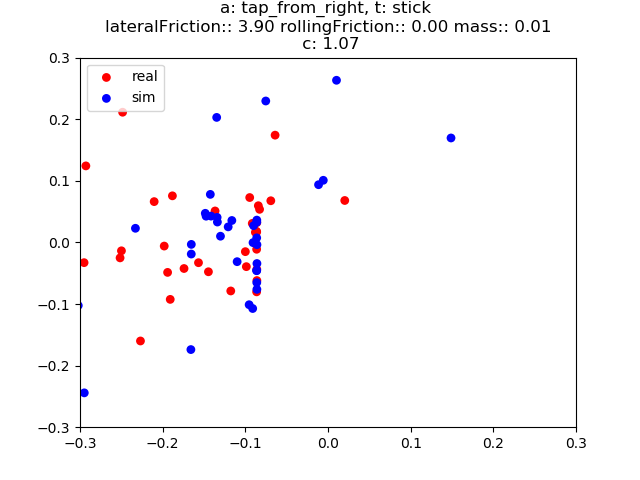 a: tap_from_right, t: stick
lateralFriction:: 3.90 rollingFriction:: 0.00 mass:: 0.01
c: 1.07
real
sim
0.3
0.2
0.1
0.0
−0.1
−0.2
−0.3
−0.3
−0.2
−0.1
0.0
0.1
0.2
0.3